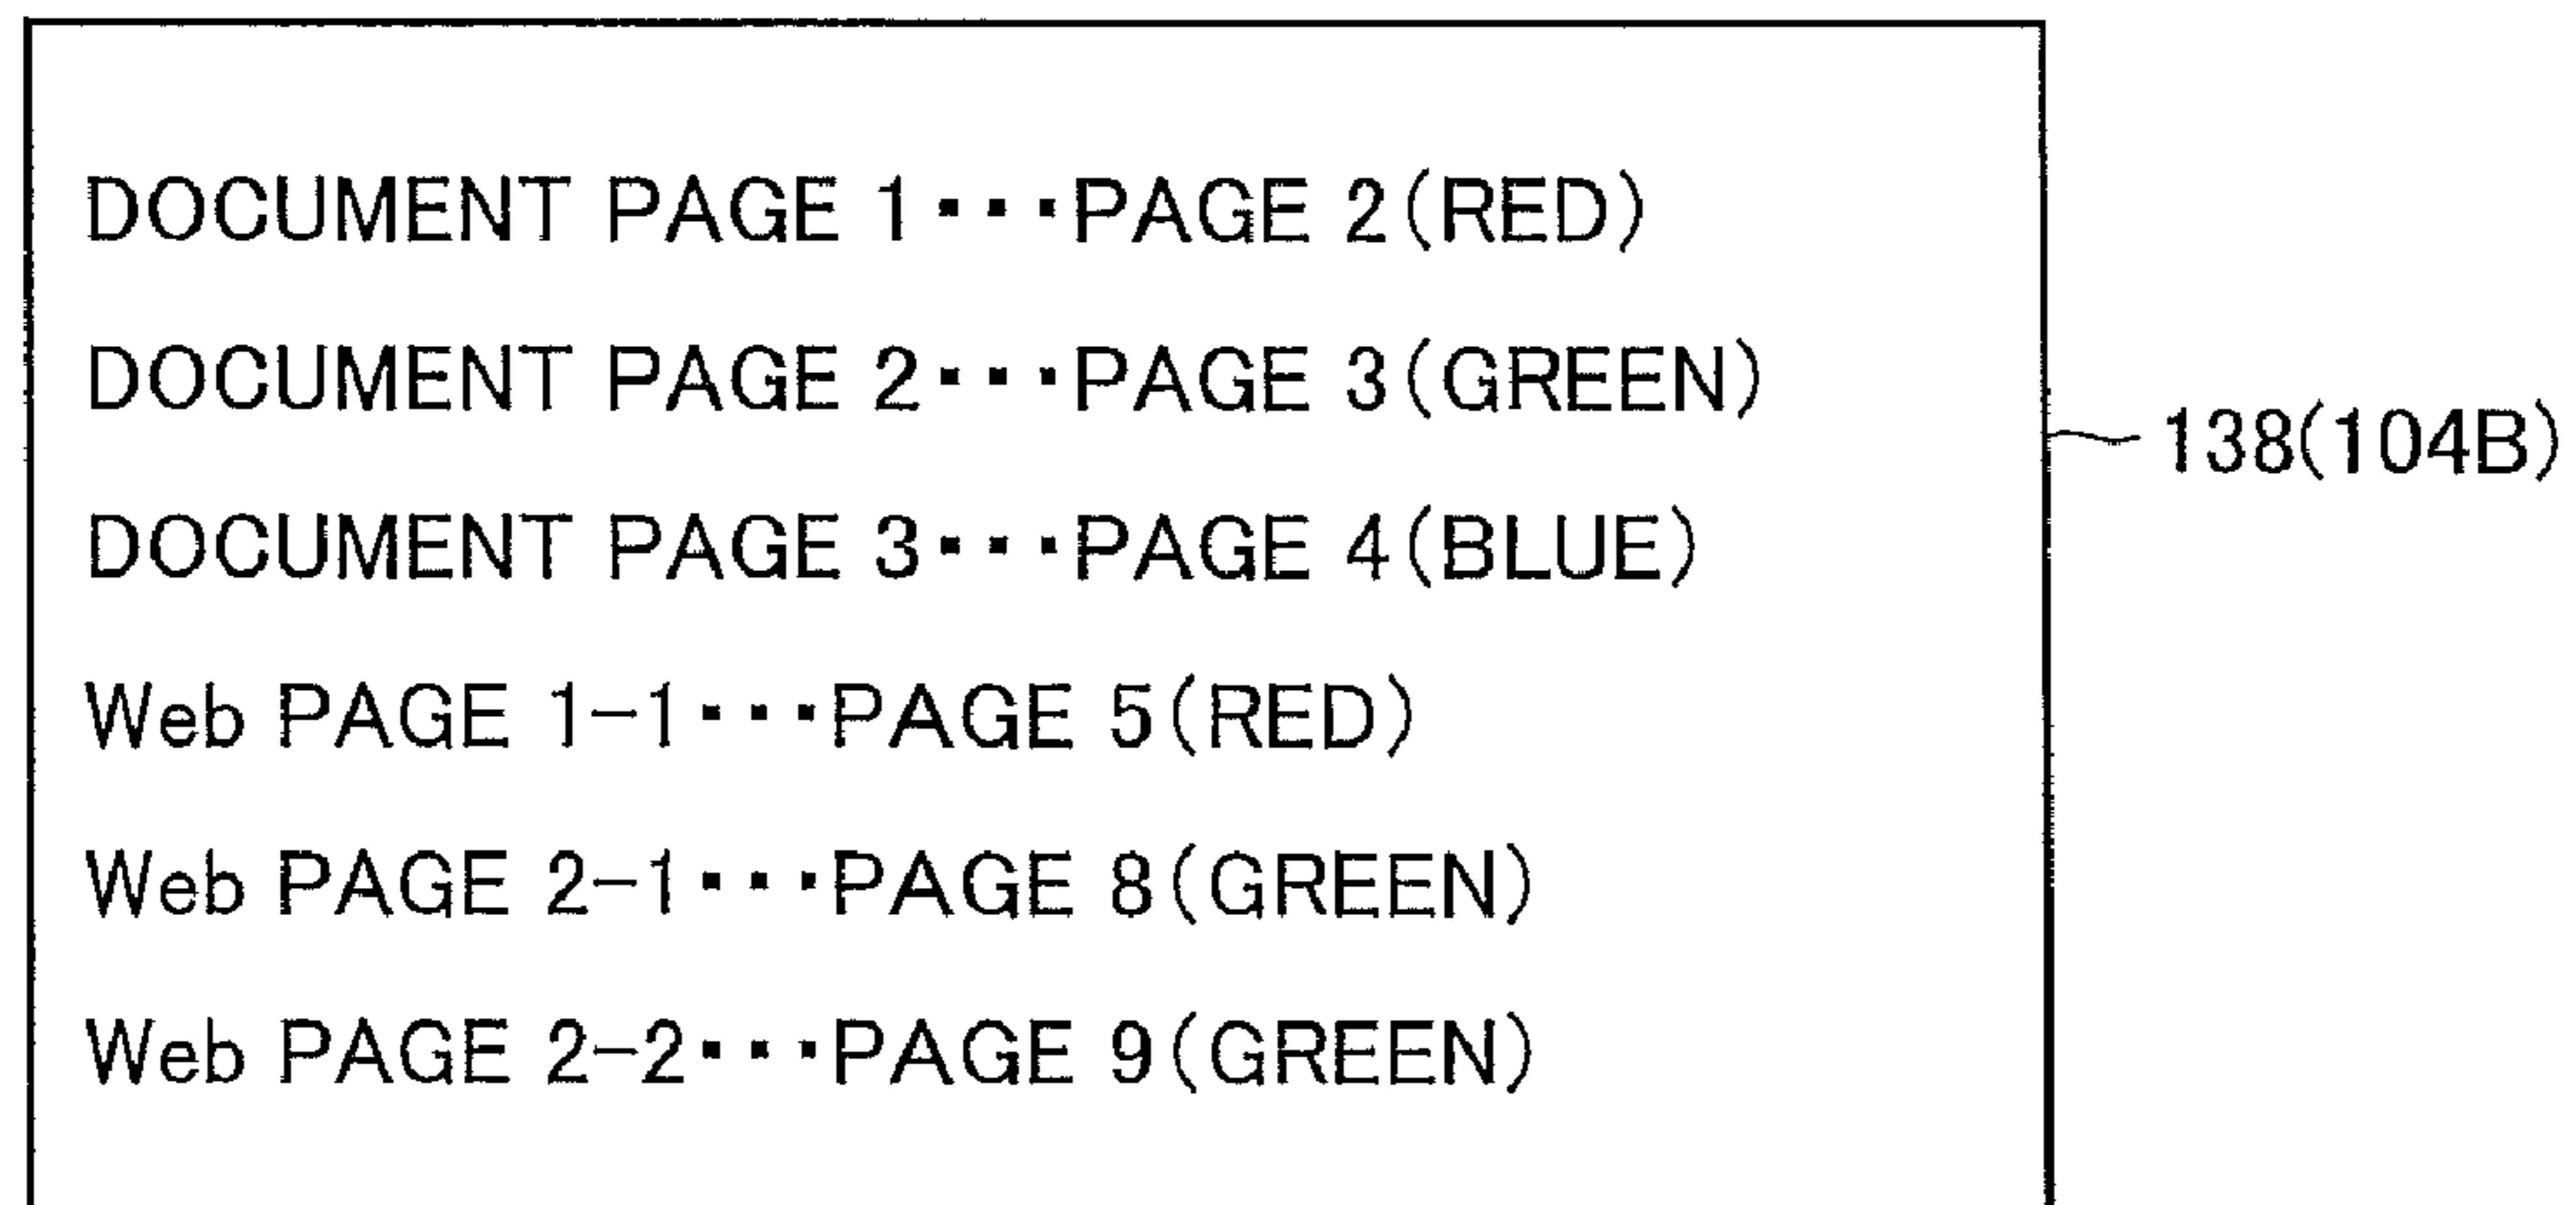 DOCUMENT PAGE 1···PAGE 2(RED)
DOCUMENT PAGE 2···PAGE 3(GREEN)
138(104B)
DOCUMENT PAGE 3···PAGE 4(BLUE)
Web PAGE 1-1···PAGE 5(RED)
Web PAGE 2-1···PAGE 8(GREEN)
Web PAGE 2-2···PAGE 9(GREEN)